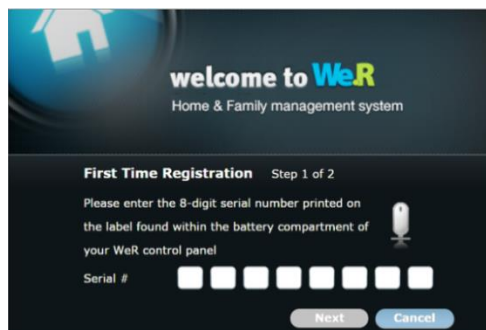 welcome to WeR
Home & Family management system
First Time Registration Step 1 of 2
Please enter the 8-digit serial number printed on
the label found within the battery compartment of
your WeR control panel
Serial #
Next Cancel